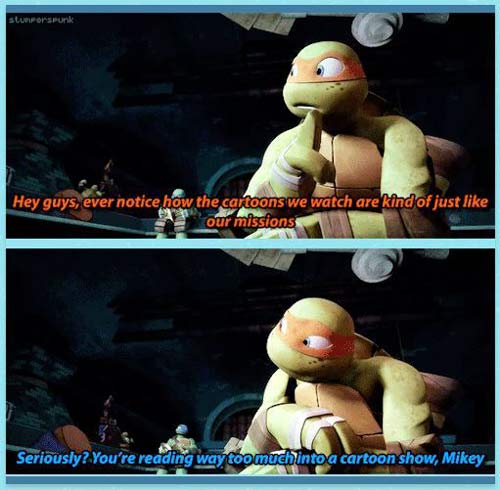 stumporspunk
Hey guys, ever notice how the cartoons we watch are kind of just like
our missions
Seriously? You're reading way too much into a cartoon show, Mikey